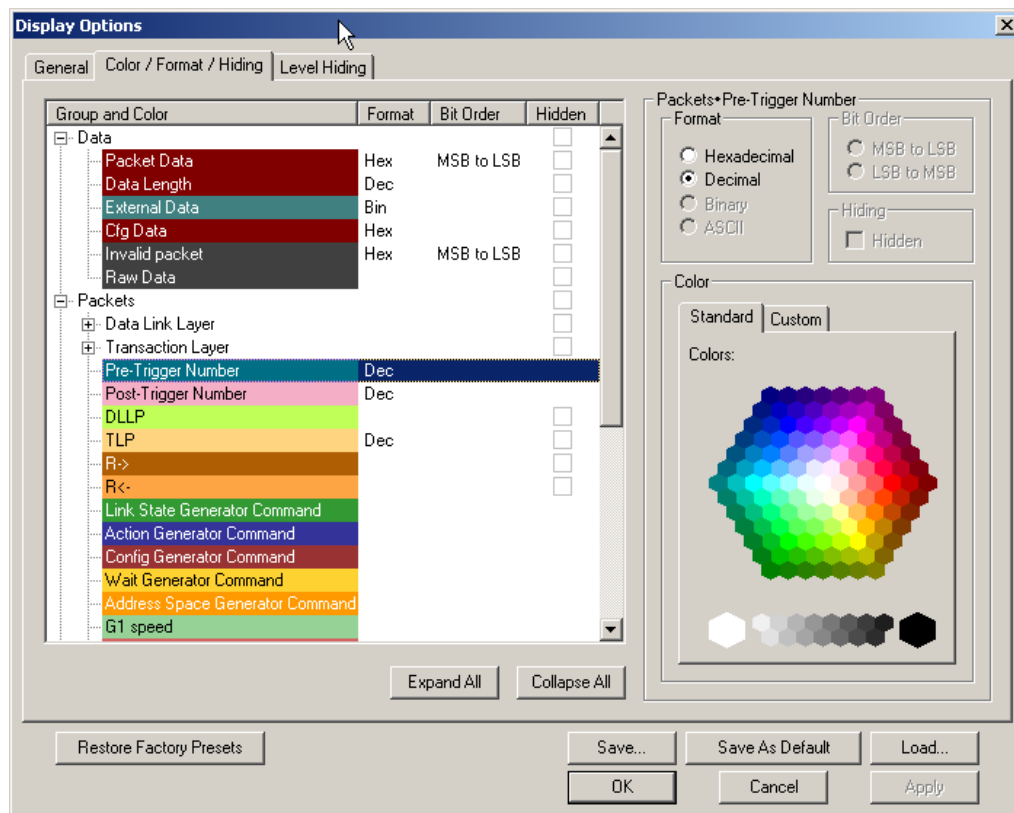 Display Options
General
Color / Format / Hiding
Level Hiding
Group and Color Format Bit Order Hidden
Data
Packet Data Hex MSB to LSB
Data Length Dec
External Data Bin
Cfg Data Hex
Invalid packet Hex MSB to LSB
Raw Data
Packets
Data Link Layer
Transaction Layer
Pre-Trigger Number Dec
Post-Trigger Number Dec
DLLP
TLP Dec
R->
R<-
Link State Generator Command
Action Generator Command
Config Generator Command
Wait Generator Command
Address Space Generator Command
G1 speed
Expand All
Collapse All
Packets•Pre-Trigger Number
Format
Hexadecimal
Decimal
Binary
ASCII
Bit Order
MSB to LSB
LSB to MSB
Hiding
Hidden
Color
Standard
Custom
Colors:
Restore Factory Presets
Save...
Save As Default
Load...
OK
Cancel
Apply